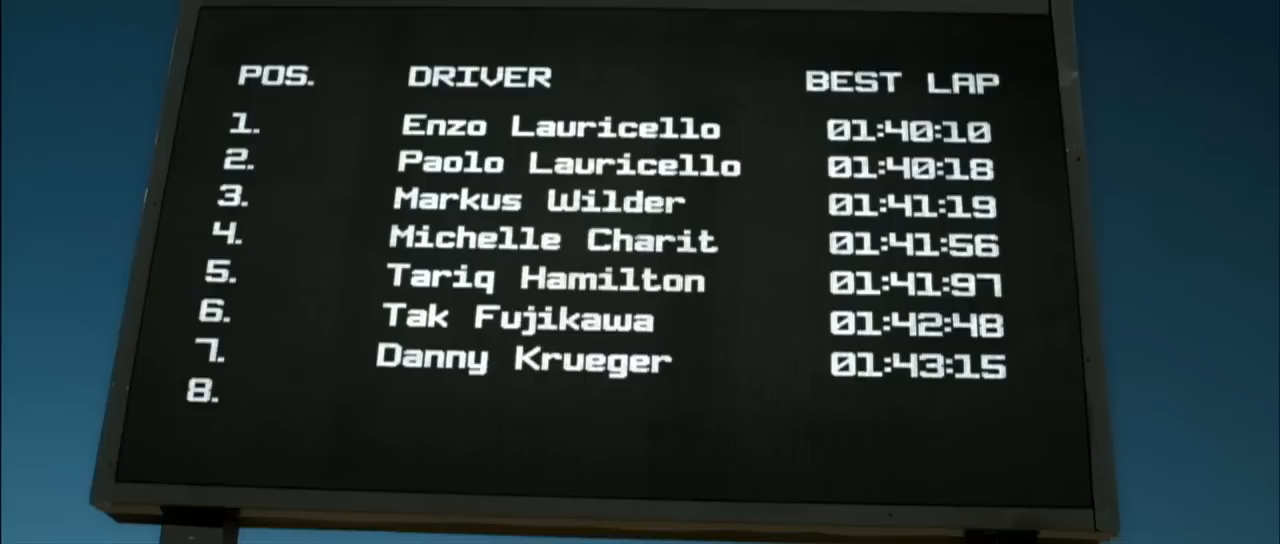 POS. DRIVER BEST LAP
1. Enzo Lauricello 01:40:10
2. Paolo Lauricello 01:40:18
3. Markus Wilder 01:41:19
4. Michelle Charit 01:41:56
5. Tariq Hamilton 01:41:97
6. Tak Fujikawa 01:42:48
7. Danny Krueger 01:43:15
8.